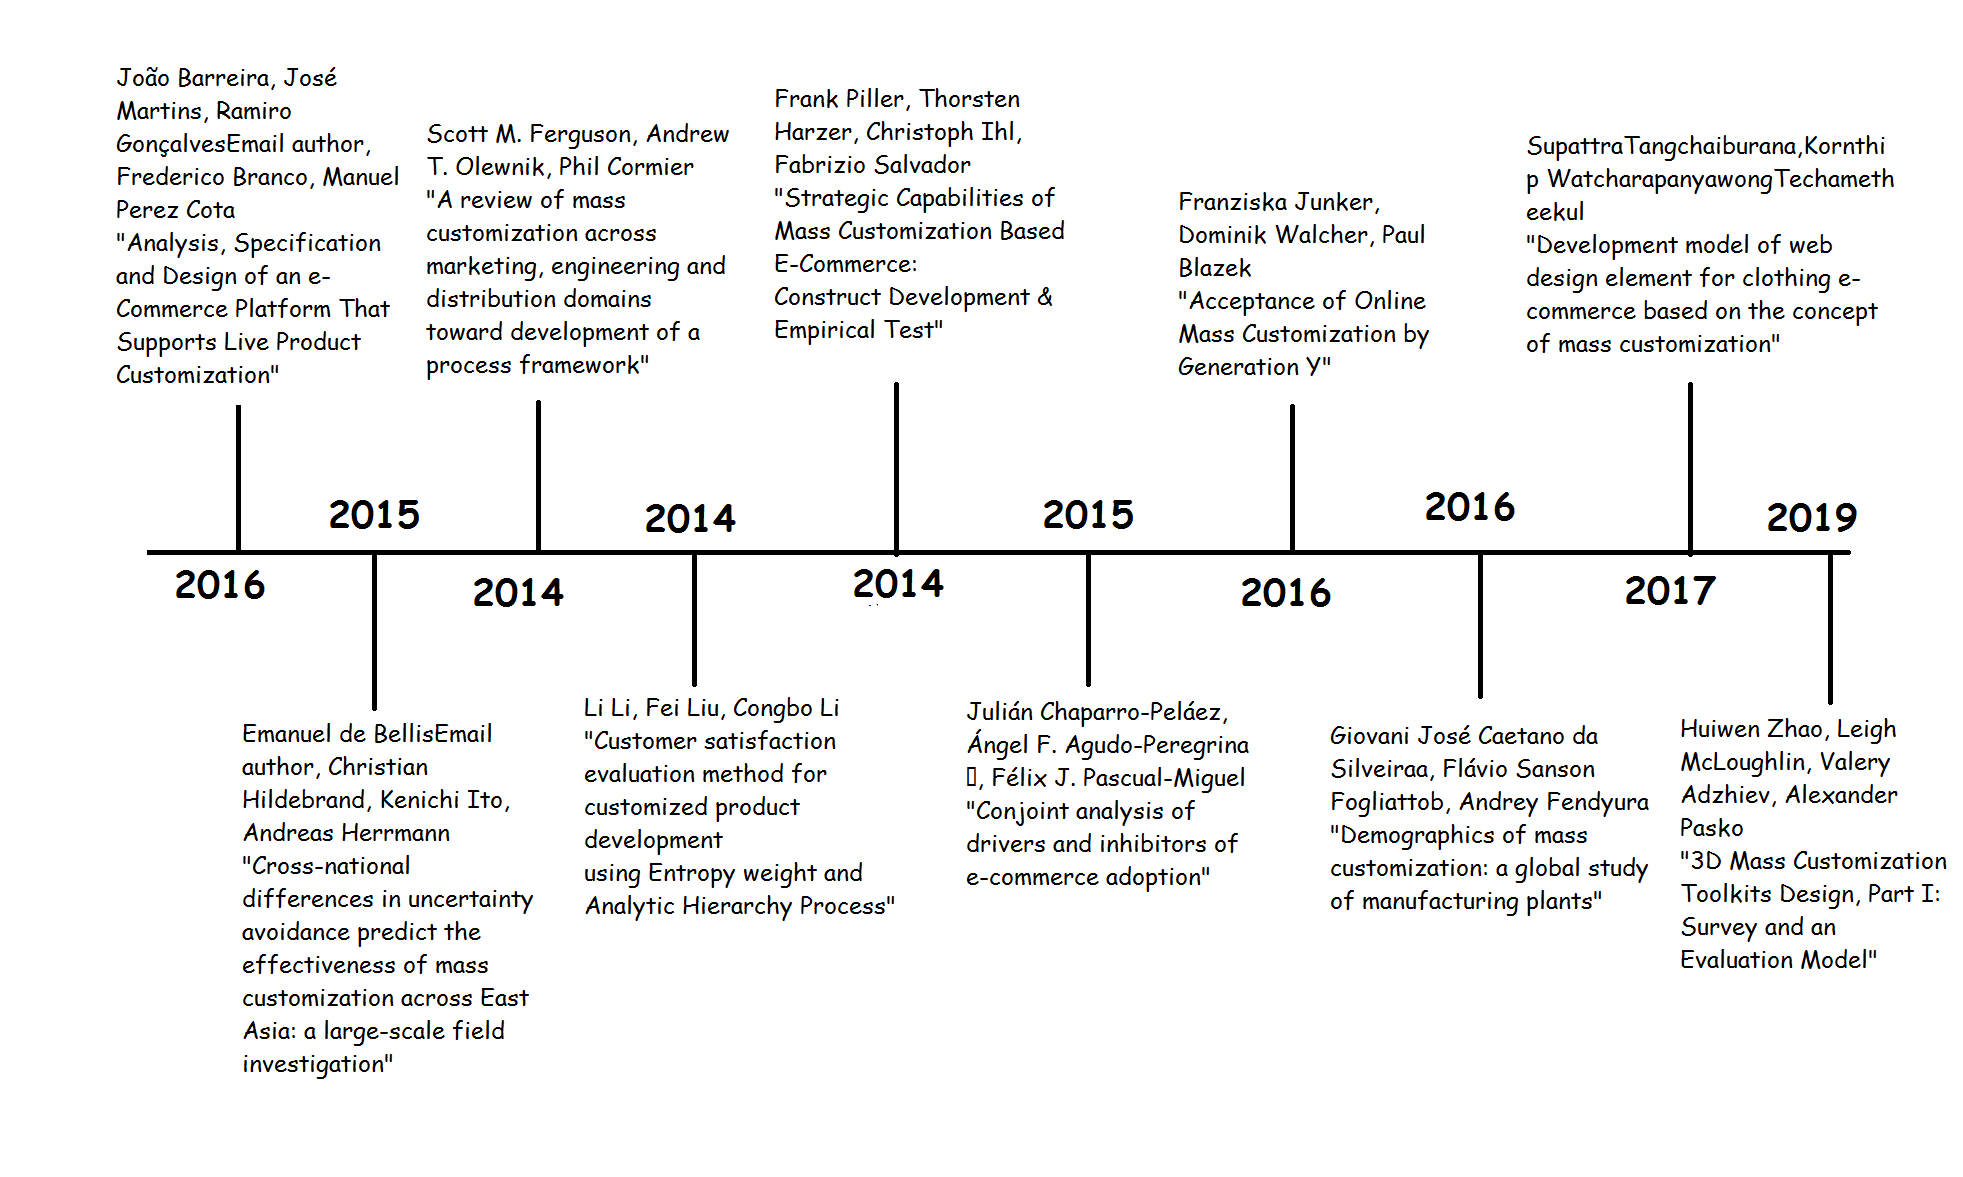 João Barreira, José
Martins, Ramiro
GonçalvesEmail author,
Frederico Branco, Manuel
Perez Cota
"Analysis, Specification
and Design of an e-
Commerce Platform That
Supports Live Product
Customization"
Scott M. Ferguson, Andrew
T. Olewnik, Phil Cormier
"A review of mass
customization across
marketing, engineering and
distribution domains
toward development of a
process framework"
Frank Piller, Thorsten
Harzer, Christoph Ihl,
Fabrizio Salvador
"Strategic Capabilities of
Mass Customization Based
E-Commerce:
Construct Development &
Empirical Test"
Franziska Junker,
Dominik Walcher, Paul
Blazek
"Acceptance of Online
Mass Customization by
Generation Y"
SupattraTangchaiburana,Kornthi
p WatcharapanyawongTechameth
eekul
"Development model of web
design element for clothing e-
commerce based on the concept
of mass customization"
2015
2014
2015
2016
2019
2016
2014
2014
2016
2017
Emanuel de BellisEmail
author, Christian
Hildebrand, Kenichi Ito,
Andreas Herrmann
"Cross-national
differences in uncertainty
avoidance predict the
effectiveness of mass
customization across East
Asia: a large-scale field
investigation"
Li Li, Fei Liu, Congbo Li
"Customer satisfaction
evaluation method for
customized product
development
using Entropy weight and
Analytic Hierarchy Process"
Julián Chaparro-Peláez,
Ángel F. Agudo-Peregrina
, Félix J. Pascual-Miguel
"Conjoint analysis of
drivers and inhibitors of
e-commerce adoption"
Giovani José Caetano da
Silveiraa, Flávio Sanson
Fogliattob, Andrey Fendyura
"Demographics of mass
customization: a global study
of manufacturing plants"
Huiwen Zhao, Leigh
McLoughlin, Valery
Adzhiev, Alexander
Pasko
"3D Mass Customization
Toolkits Design, Part I:
Survey and an
Evaluation Model"